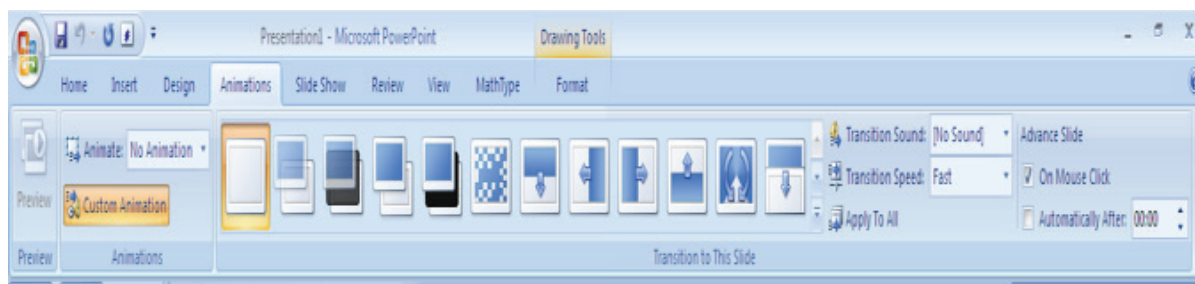 Presentation1 - Microsoft PowerPoint Drawing Tools
Home Insert Design Animations Slide Show Review View MathType Format
Preview
Animate: No Animation
Custom Animation
Transition Sound: [No Sound]
Transition Speed: Fast
Apply To All
Advance Slide
On Mouse Click
Automatically After: 00:00
Preview Animations Transition to This Slide